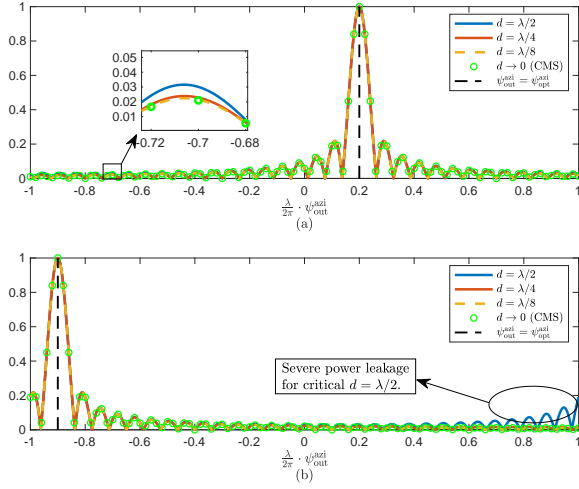 1
0.8
0.6
0.4
0.2
0
-1 -0.8 -0.6 -0.4 -0.2 0 0.2 0.4 0.6 0.8 1
0.05
0.04
0.03
0.02
0.01
-0.72 -0.7 -0.68
d = λ/2
d = λ/4
d = λ/8
d → 0 (CMS)
ψ_out^azi = ψ_opt^azi
λ/2π · ψ_out^azi
(a)
1
0.8
0.6
0.4
0.2
0
-1 -0.8 -0.6 -0.4 -0.2 0 0.2 0.4 0.6 0.8 1
d = λ/2
d = λ/4
d = λ/8
d → 0 (CMS)
ψ_out^azi = ψ_opt^azi
Severe power leakage
for critical d = λ/2.
λ/2π · ψ_out^azi
(b)